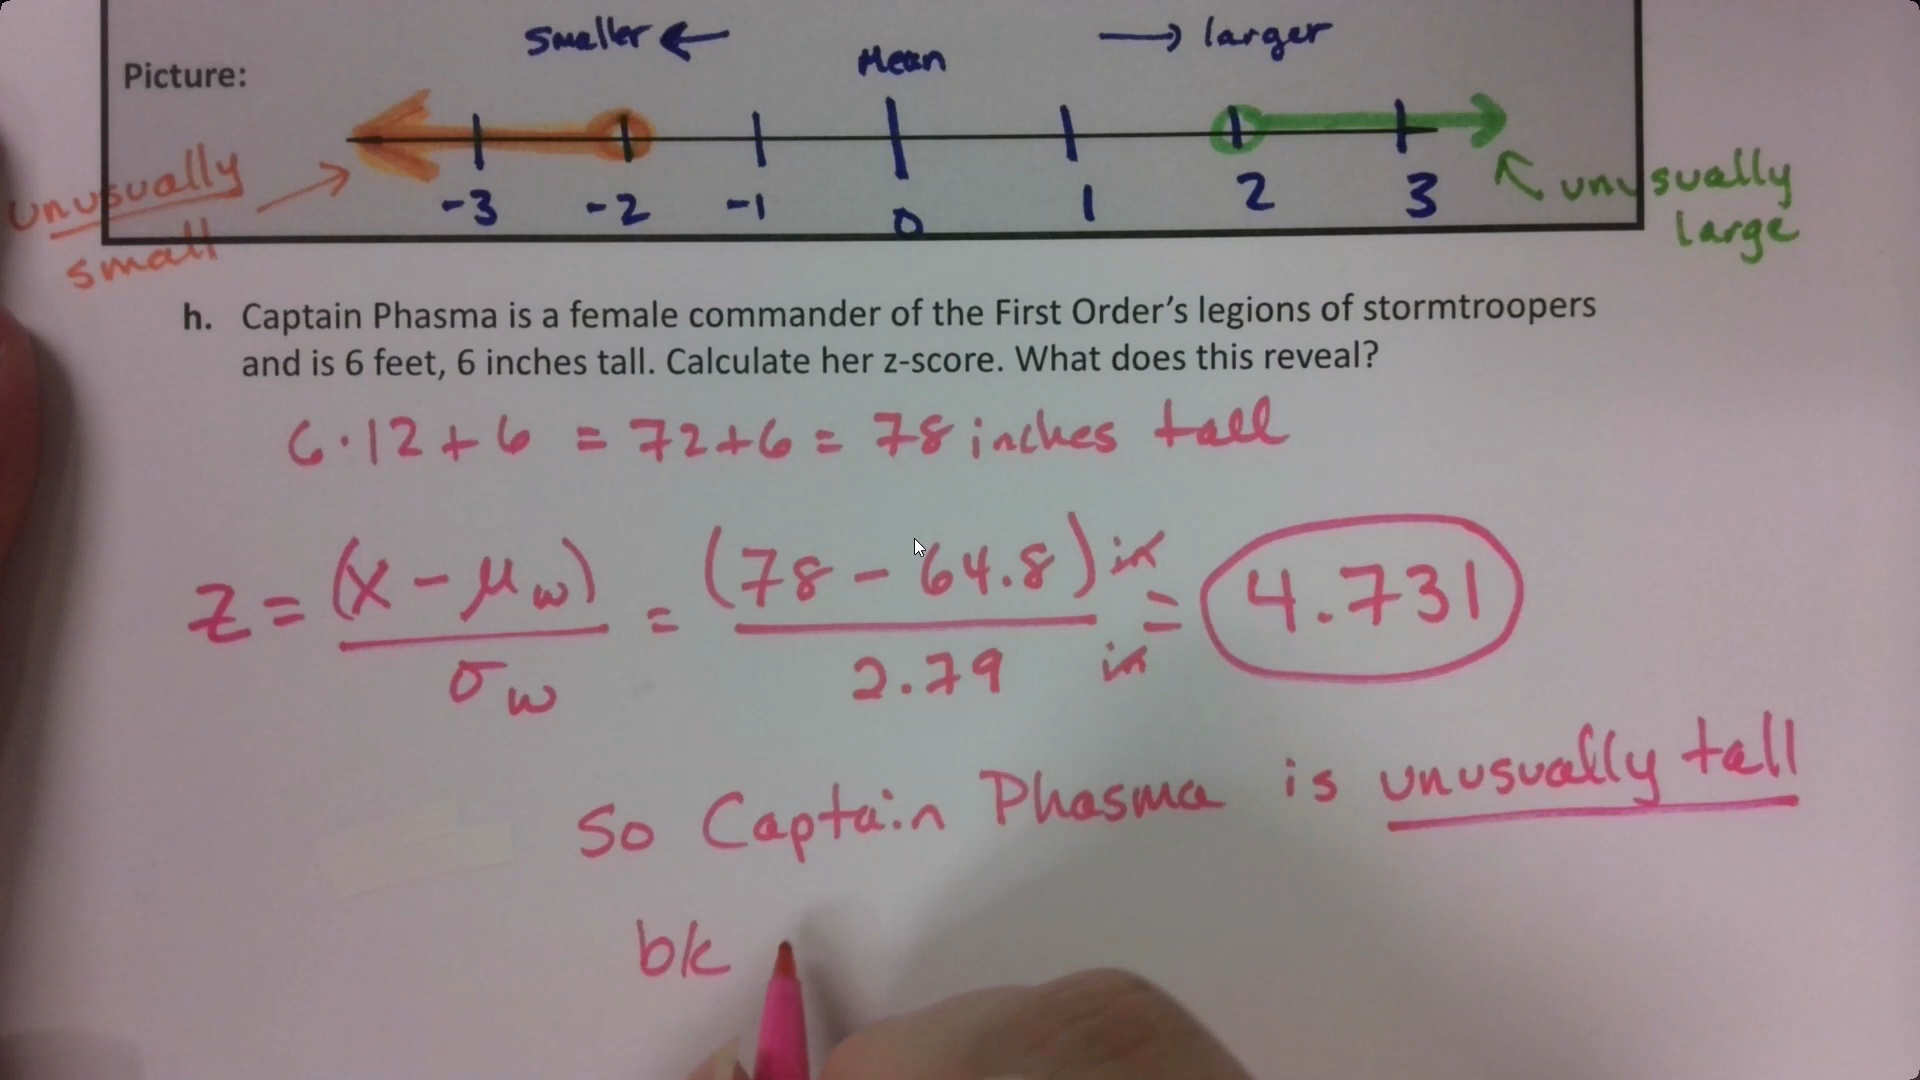 smaller ← Mean → larger
Picture:
unusually small
-3 -2 -1 0 1 2 3
unusually large
h. Captain Phasma is a female commander of the First Order's legions of stormtroopers
and is 6 feet, 6 inches tall. Calculate her z-score. What does this reveal?
6·12+6 = 72+6 = 78 inches tall
z = (x - μw) / σw = (78 - 64.8) in / 2.79 in = 4.731
So Captain Phasma is unusually tall
bk